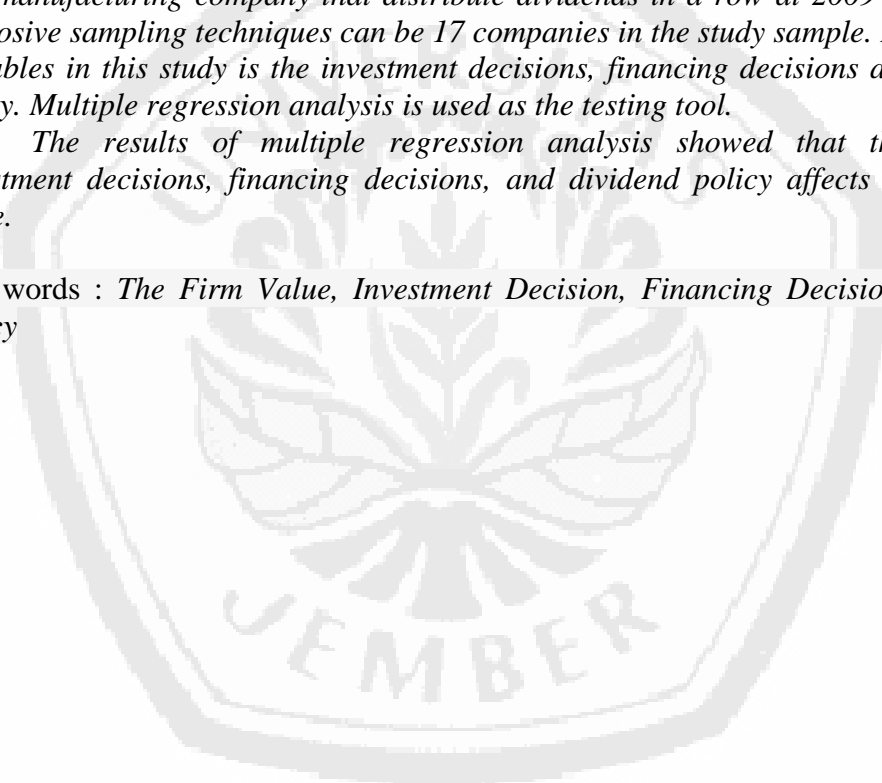 manufacturing company that distribute dividends in a row at 2009
osive sampling techniques can be 17 companies in the study sample.
ables in this study is the investment decisions, financing decisions a
y. Multiple regression analysis is used as the testing tool.
The results of multiple regression analysis showed that th
tment decisions, financing decisions, and dividend policy affects
e.
words : The Firm Value, Investment Decision, Financing Decisio
y
UNIVERS
JEMBER